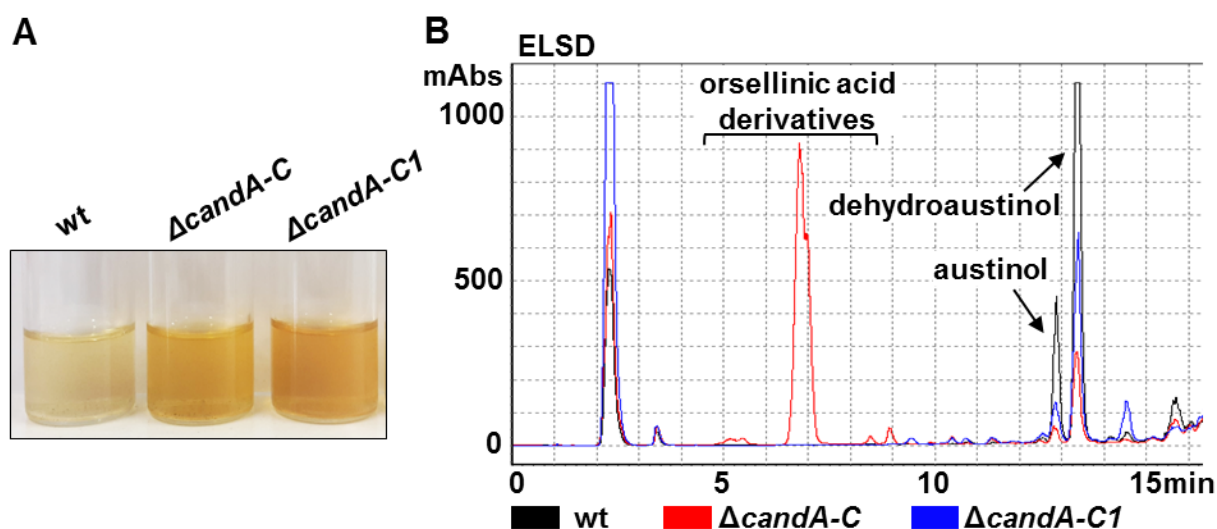 A
wt
ΔcandA-C
ΔcandA-C1
B
ELSD
mAbs
1000
500
0
orsellinic acid
derivatives
dehydroaustinol
austinol
0 5 10 15min
wt ΔcandA-C ΔcandA-C1